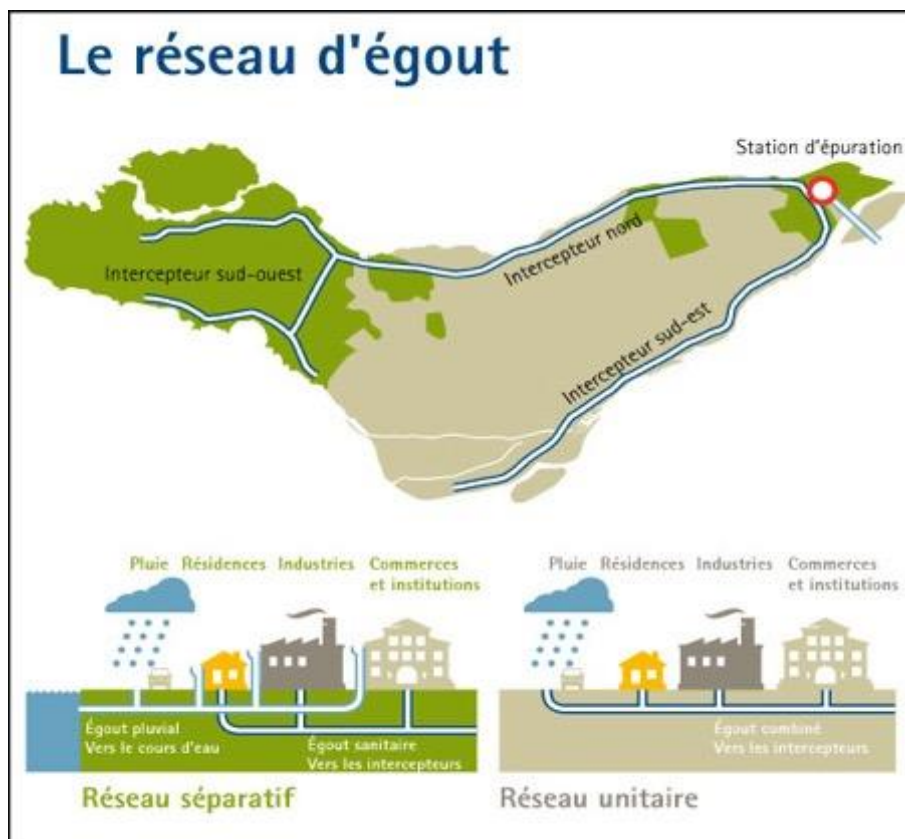 Le réseau d'égout
Station d'épuration
Intercepteur nord
Intercepteur sud-ouest
Intercepteur sud-est
Pluie Résidences Industries Commerces
et institutions
Égout pluvial
Vers le cours d'eau
Égout sanitaire
Vers les intercepteurs
Réseau séparatif
Pluie Résidences Industries Commerces
et institutions
Égout combiné
Vers les intercepteurs
Réseau unitaire